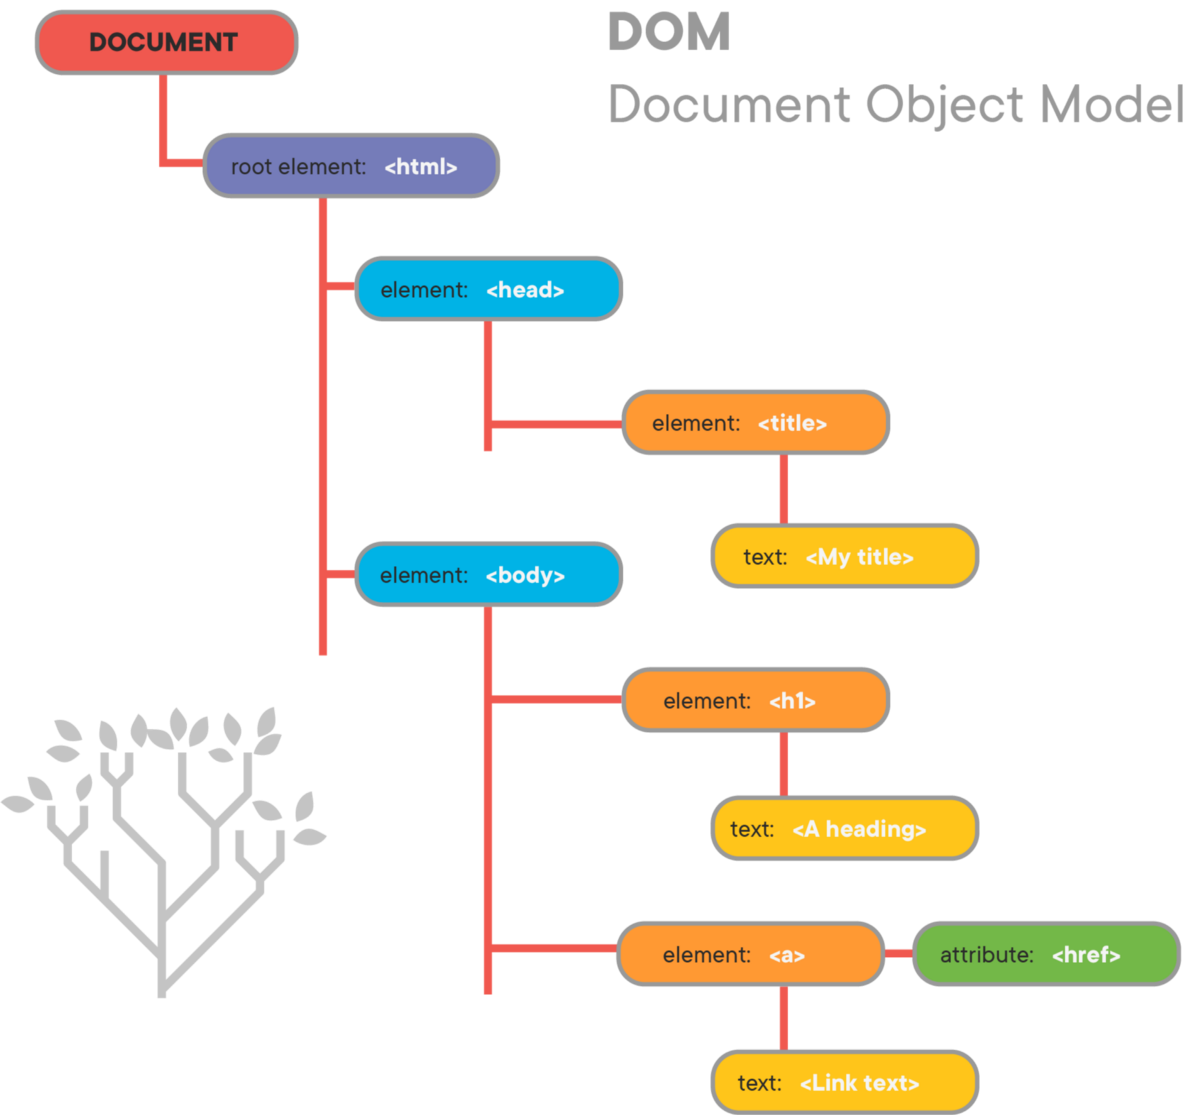 DOM
Document Object Model
DOCUMENT
root element: <html>
element: <head>
element: <title>
text: <My title>
element: <body>
element: <h1>
text: <A heading>
element: <a>
attribute: <href>
text: <Link text>